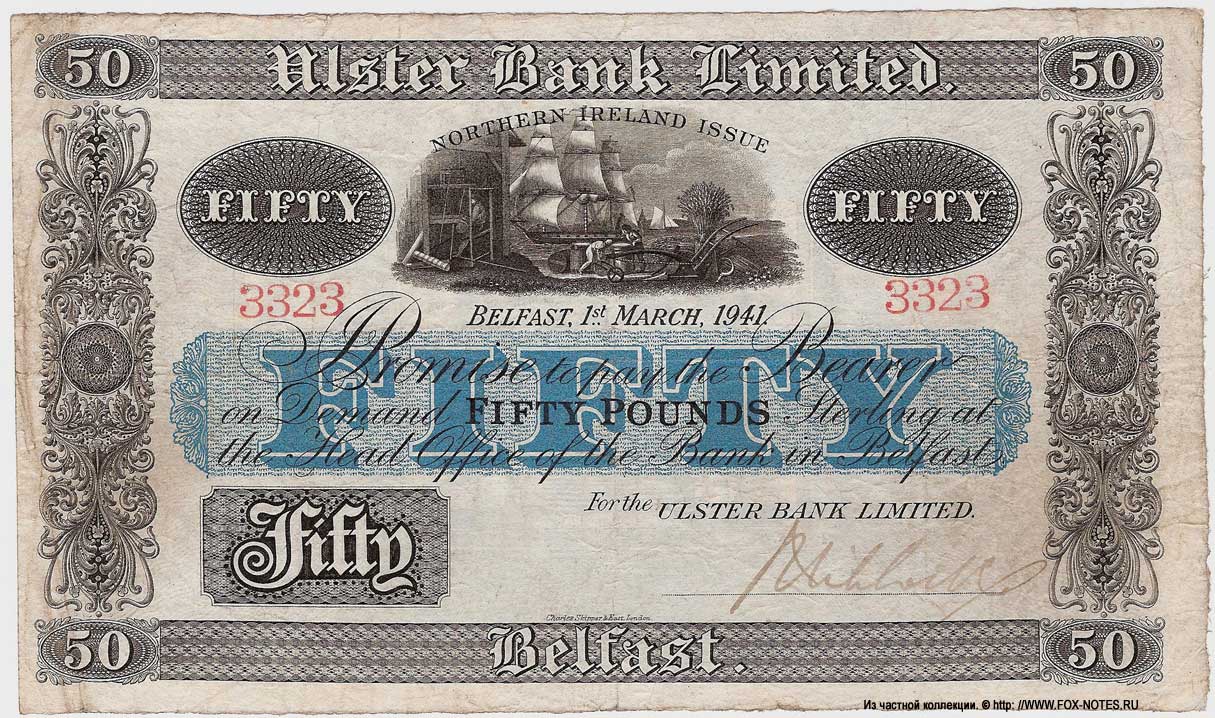 50 Ulster Bank Limited. 50
NORTHERN IRELAND ISSUE
FIFTY FIFTY
3323 3323
BELFAST, 1st MARCH, 1941.
FIFTY
I Promise to pay the Bearer
on Demand FIFTY POUNDS Sterling at
the Head Office of the Bank in Belfast
For the ULSTER BANK LIMITED.
Fifty
Charles Skipper & East, London
50 Belfast. 50
Из частной коллекции. © http: //WWW.FOX-NOTES.RU